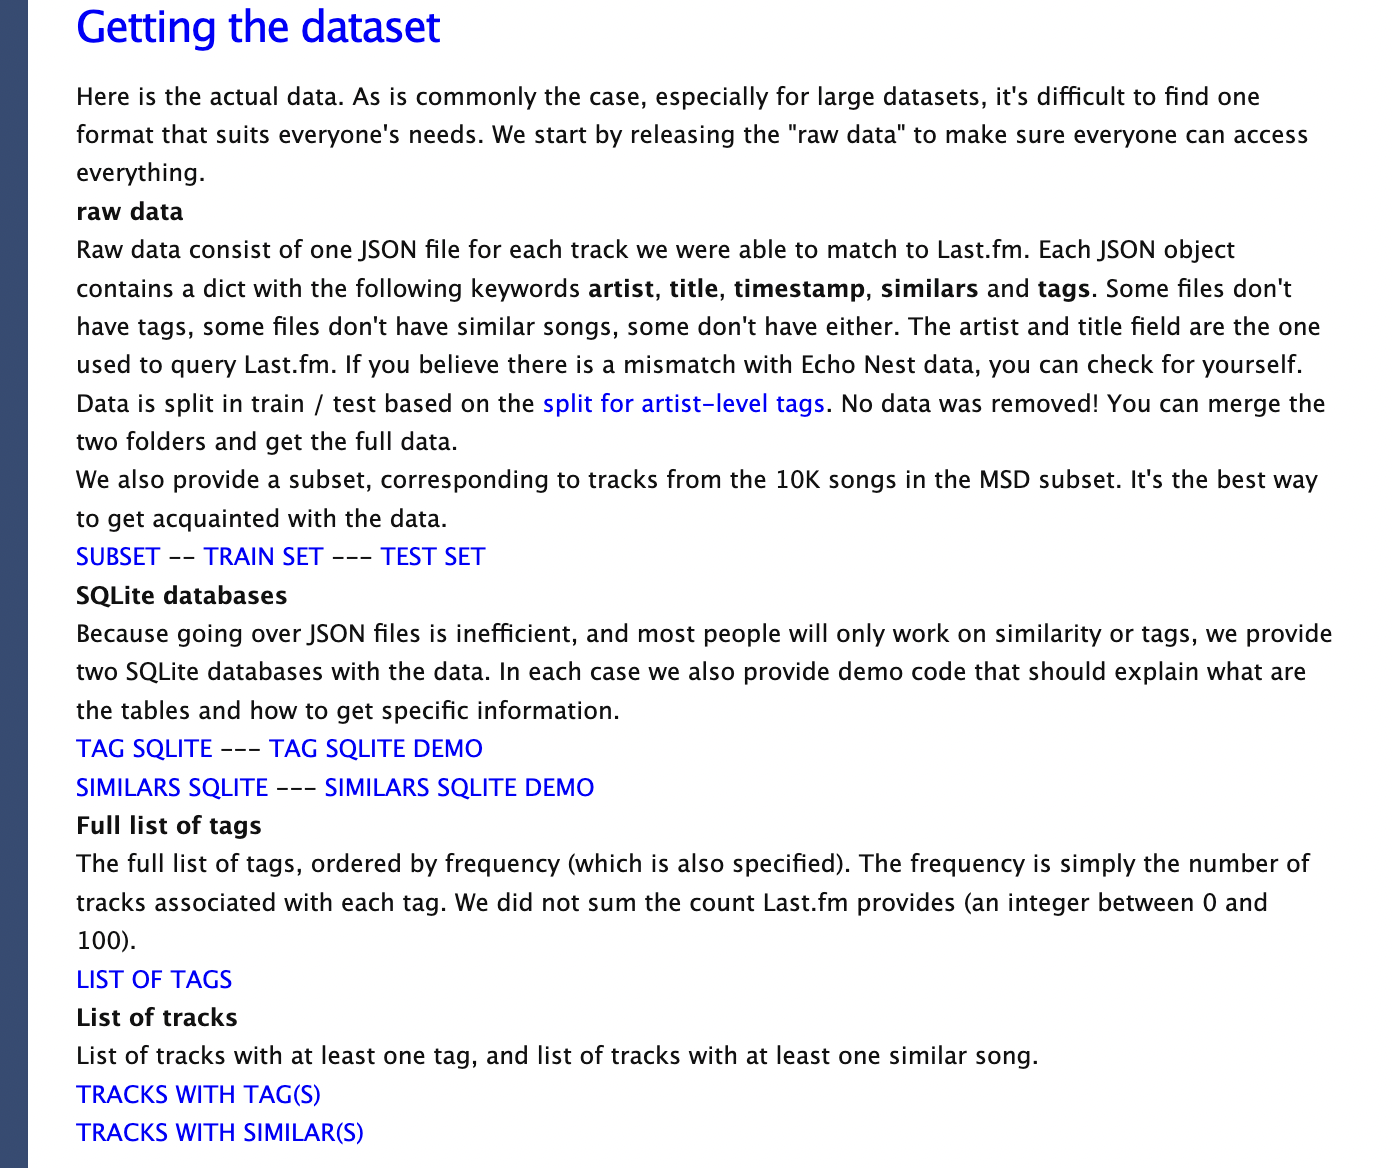 Getting the dataset
Here is the actual data. As is commonly the case, especially for large datasets, it's difficult to find one
format that suits everyone's needs. We start by releasing the "raw data" to make sure everyone can access
everything.
raw data
Raw data consist of one JSON file for each track we were able to match to Last.fm. Each JSON object
contains a dict with the following keywords artist, title, timestamp, similars and tags. Some files don't
have tags, some files don't have similar songs, some don't have either. The artist and title field are the one
used to query Last.fm. If you believe there is a mismatch with Echo Nest data, you can check for yourself.
Data is split in train / test based on the split for artist-level tags. No data was removed! You can merge the
two folders and get the full data.
We also provide a subset, corresponding to tracks from the 10K songs in the MSD subset. It's the best way
to get acquainted with the data.
SUBSET -- TRAIN SET --- TEST SET
SQLite databases
Because going over JSON files is inefficient, and most people will only work on similarity or tags, we provide
two SQLite databases with the data. In each case we also provide demo code that should explain what are
the tables and how to get specific information.
TAG SQLITE --- TAG SQLITE DEMO
SIMILARS SQLITE --- SIMILARS SQLITE DEMO
Full list of tags
The full list of tags, ordered by frequency (which is also specified). The frequency is simply the number of
tracks associated with each tag. We did not sum the count Last.fm provides (an integer between 0 and
100).
LIST OF TAGS
List of tracks
List of tracks with at least one tag, and list of tracks with at least one similar song.
TRACKS WITH TAG(S)
TRACKS WITH SIMILAR(S)